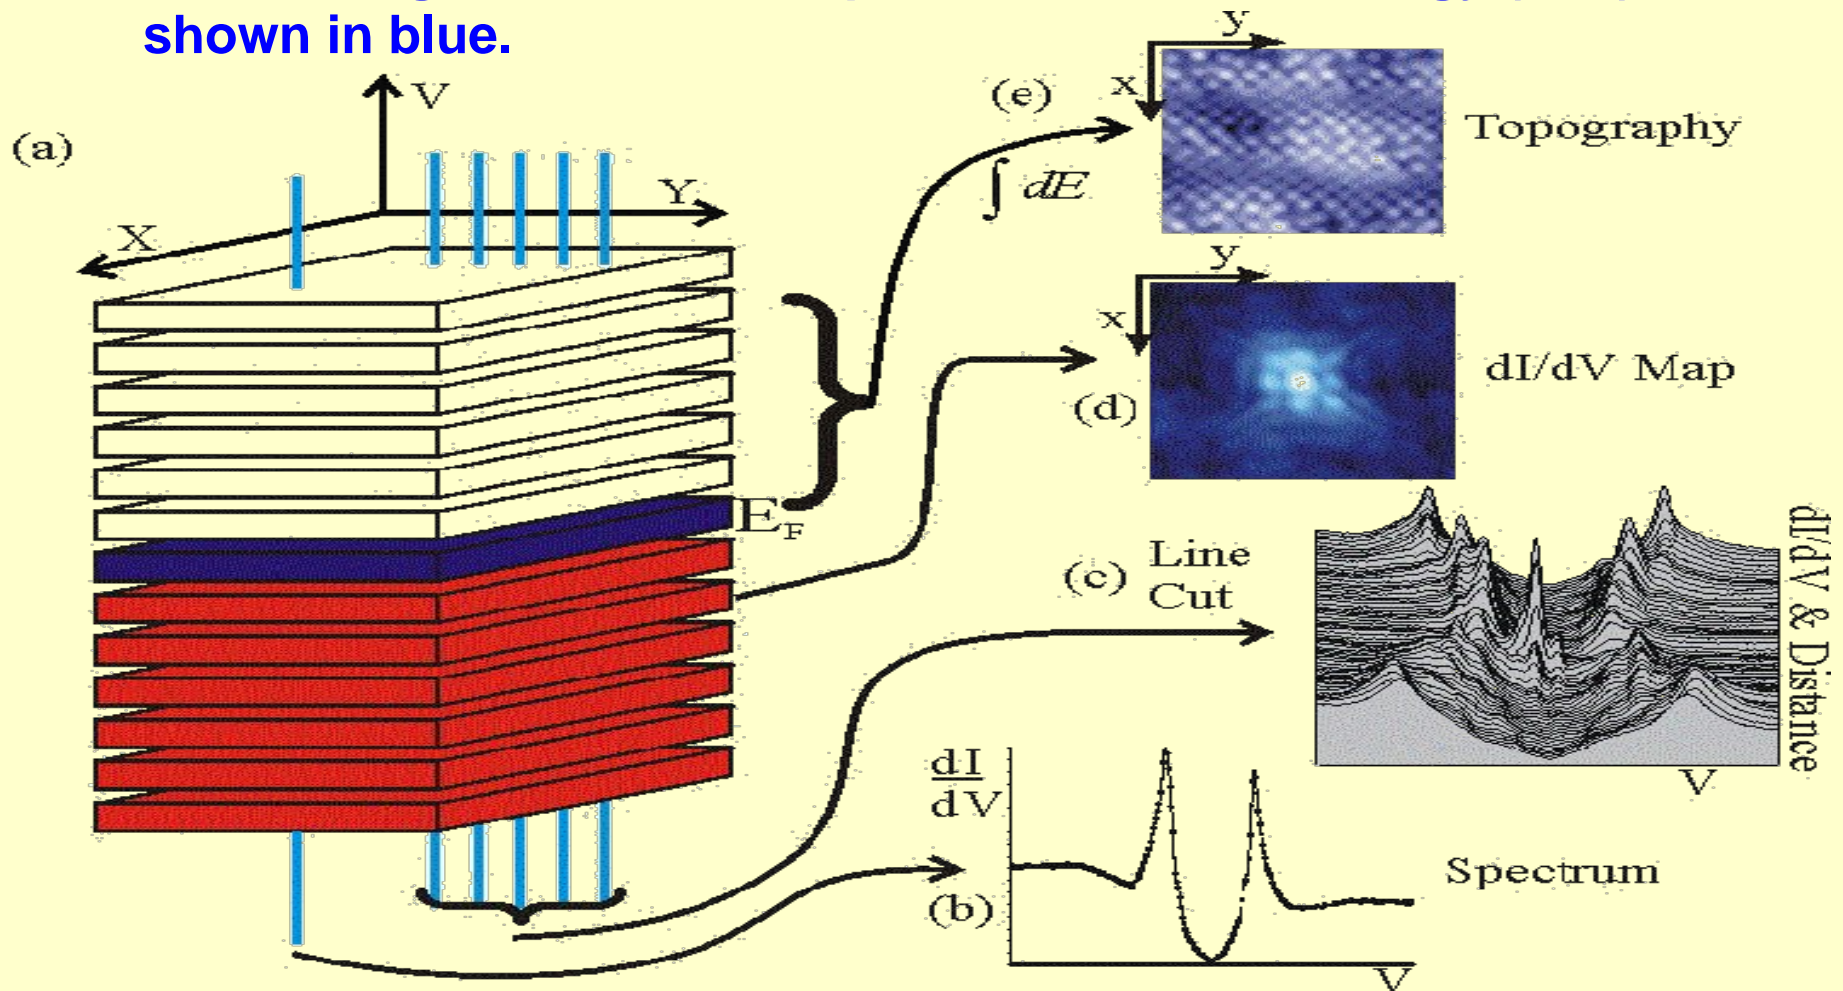 shown in blue.
(a)
V
Y
X
E_F
(e)
∫ dE
y
x
Topography
y
x
(d)
dI/dV Map
(c) Line
Cut
dI/dV & Distance
V
dI
dV
(b)
Spectrum
V